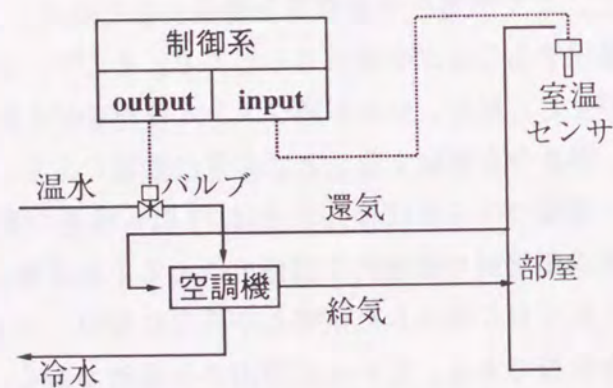 制御系
output input
室温
センサ
温水
バルブ
還気
空調機
部屋
給気
冷水